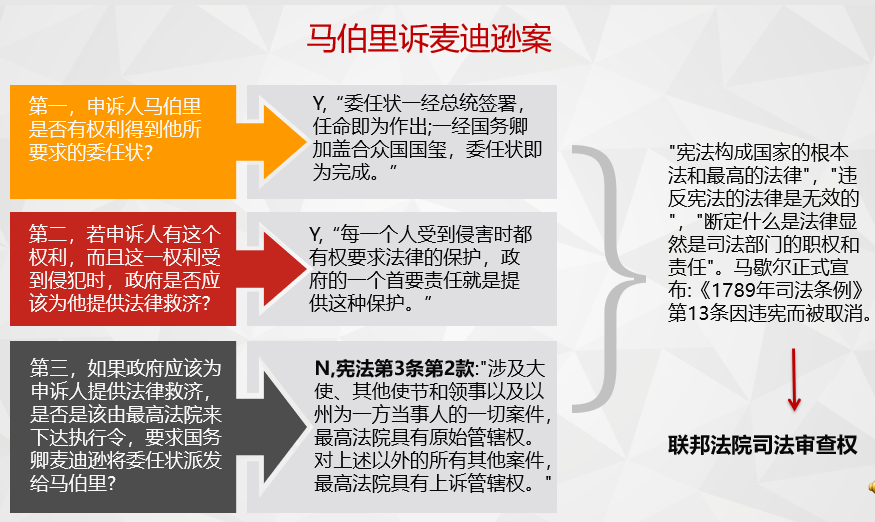 马伯里诉麦迪逊案
第一，申诉人马伯里
是否有权利得到他所
要求的委任状?
Y, “委任状一经总统签署，
任命即为作出;一经国务卿
加盖合众国国玺，委任状即
为完成。”
第二，若申诉人有这个
权利，而且这一权利受
到侵犯时，政府是否应
该为他提供法律救济?
Y, “每一个人受到侵害时都
有权要求法律的保护，政
府的一个首要责任就是提
供这种保护。”
第三，如果政府应该为
申诉人提供法律救济，
是否是该由最高法院来
下达执行令，要求国务
卿麦迪逊将委任状派发
给马伯里?
N,宪法第3条第2款:"涉及大
使、其他使节和领事以及以
州为一方当事人的一切案件，
最高法院具有原始管辖权。
对上述以外的所有其他案件，
最高法院具有上诉管辖权。"
"宪法构成国家的根本
法和最高的法律"，"违
反宪法的法律是无效的
"，"断定什么是法律显
然是司法部门的职权和
责任"。马歇尔正式宣
布:《1789年司法条例》
第13条因违宪而被取消。
联邦法院司法审查权